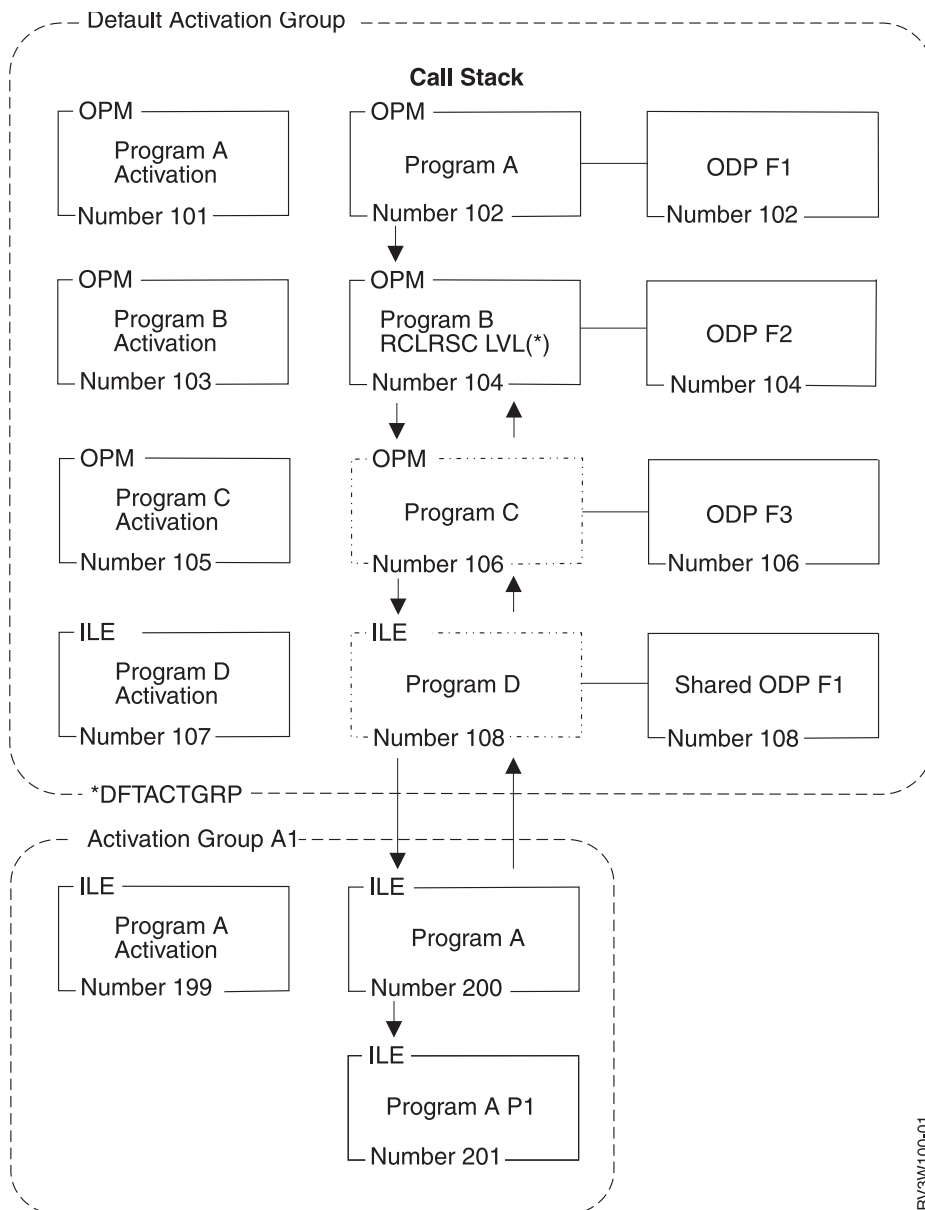 Default Activation Group
Call Stack
OPM
Program A
Activation
Number 101
OPM
Program A
Number 102
ODP F1
Number 102
OPM
Program B
Activation
Number 103
OPM
Program B
RCLRSC LVL(*)
Number 104
ODP F2
Number 104
OPM
Program C
Activation
Number 105
OPM
Program C
Number 106
ODP F3
Number 106
ILE
Program D
Activation
Number 107
ILE
Program D
Number 108
Shared ODP F1
Number 108
*DFTACTGRP
Activation Group A1
ILE
Program A
Activation
Number 199
ILE
Program A
Number 200
ILE
Program A P1
Number 201
RV3W100-01